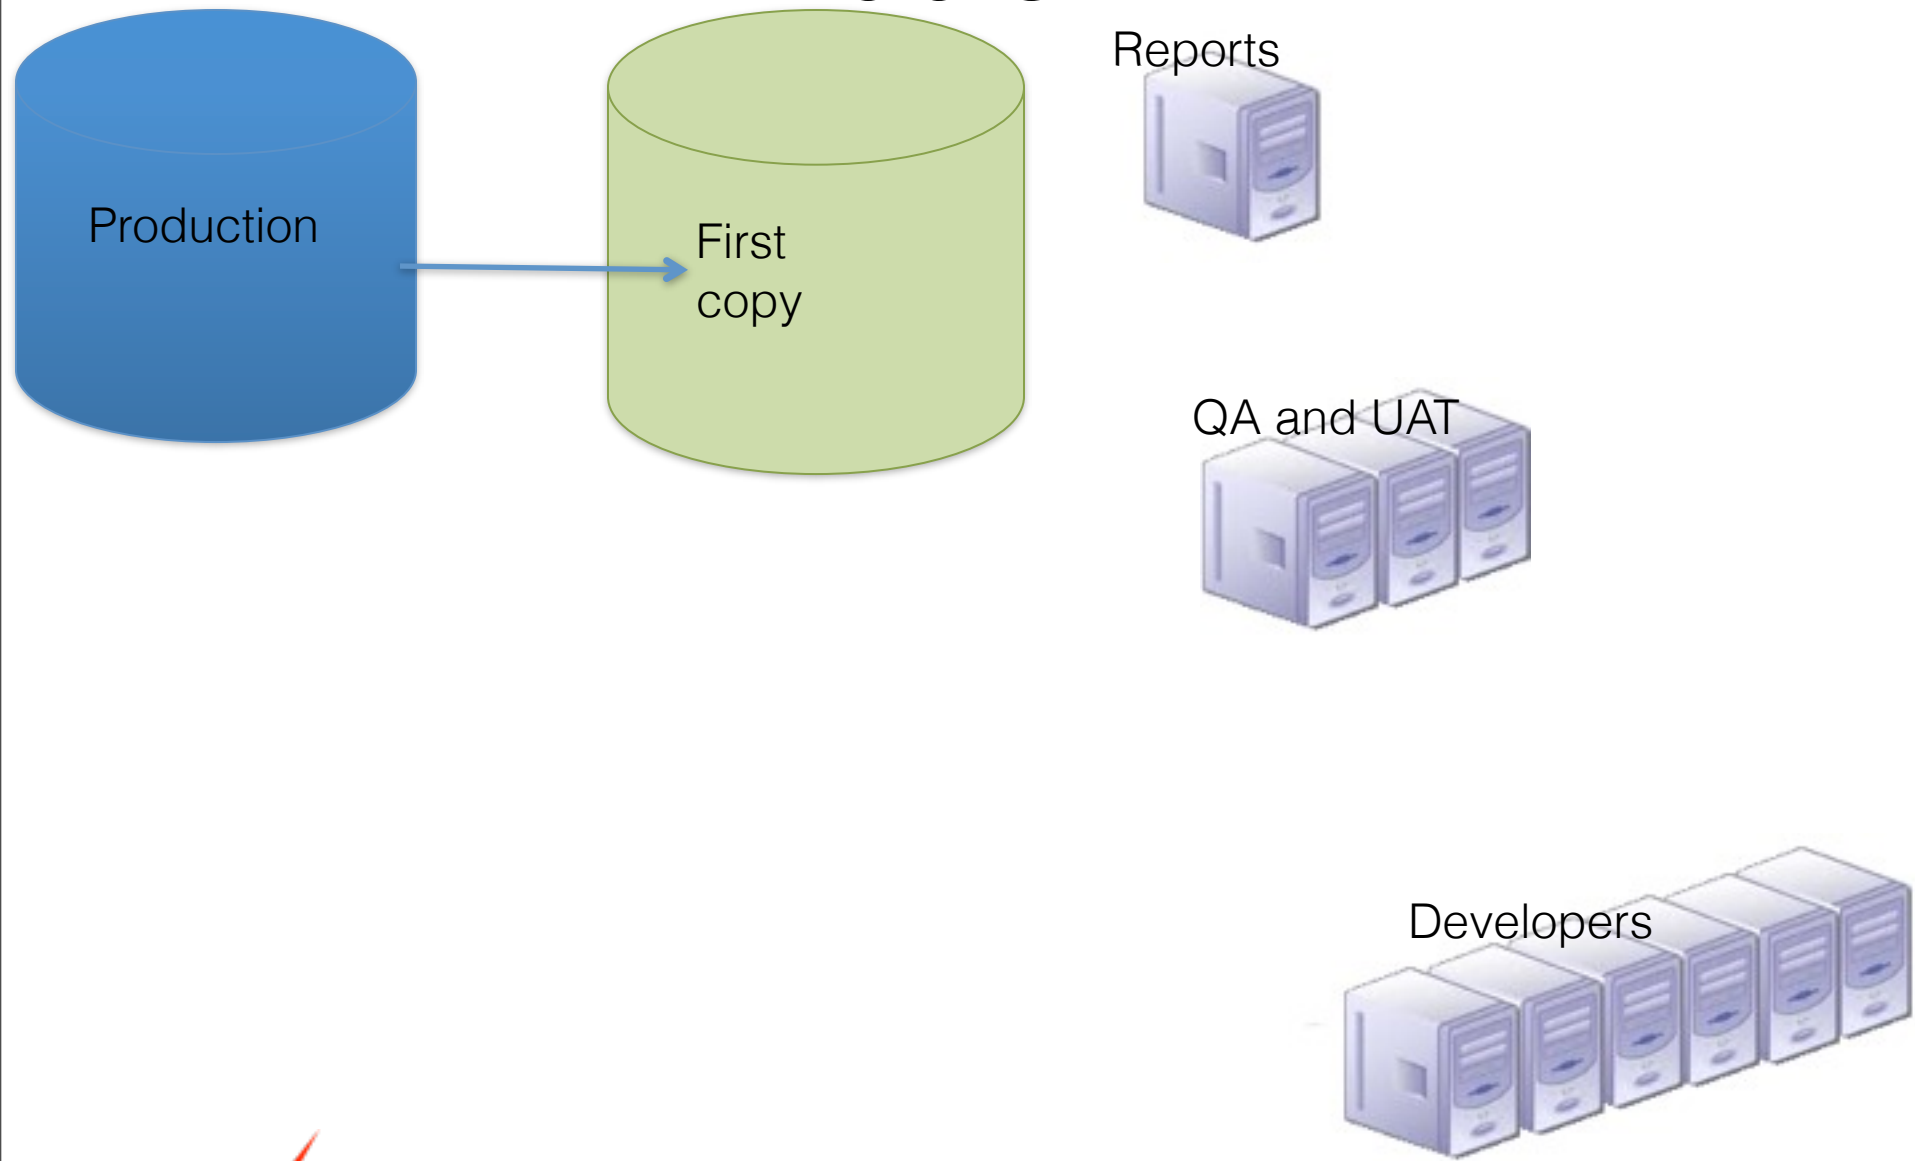 Reports
Production
First
copy
QA and UAT
Developers